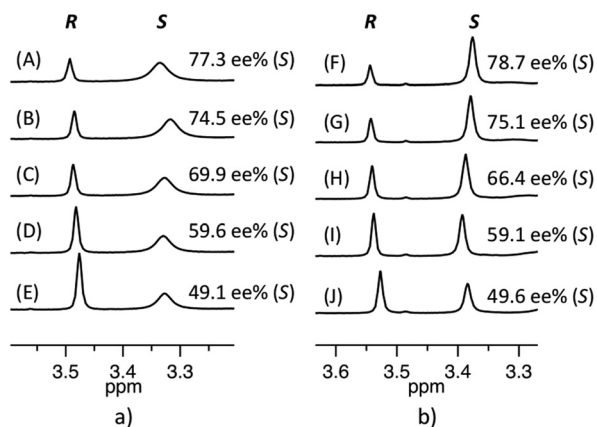 R S
(A) 77.3 ee% (S)
(B) 74.5 ee% (S)
(C) 69.9 ee% (S)
(D) 59.6 ee% (S)
(E) 49.1 ee% (S)
3.5 3.4 3.3
ppm
a)
R S
(F) 78.7 ee% (S)
(G) 75.1 ee% (S)
(H) 66.4 ee% (S)
(I) 59.1 ee% (S)
(J) 49.6 ee% (S)
3.6 3.5 3.4 3.3
ppm
b)